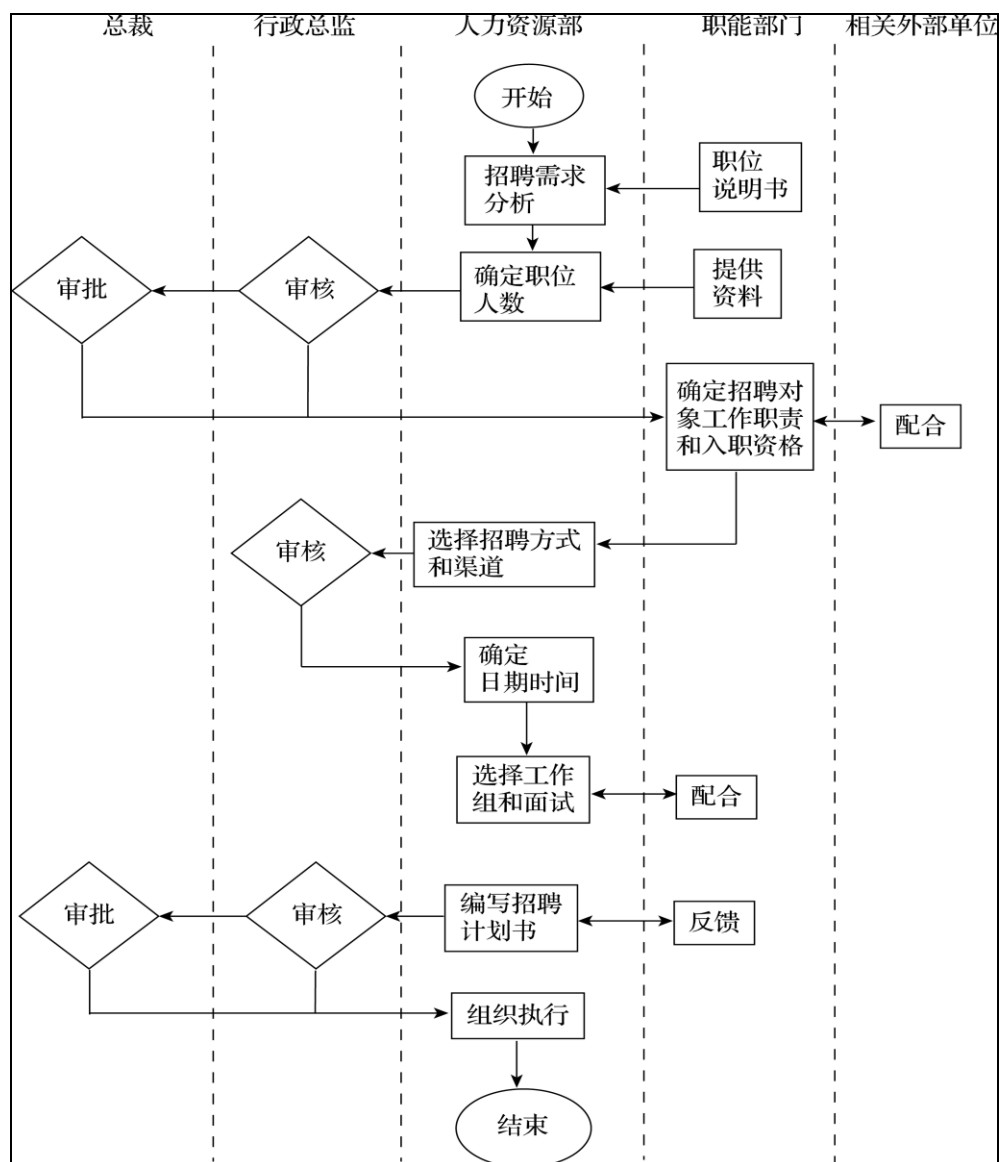 总裁 行政总监 人力资源部 职能部门 相关外部单位
开始
招聘需求
分析
职位
说明书
审批
审核
确定职位
人数
提供
资料
确定招聘对
象工作职责
和入职资格
配合
审核
选择招聘方式
和渠道
确定
日期时间
选择工作
组和面试
配合
审批
审核
编写招聘
计划书
反馈
组织执行
结束